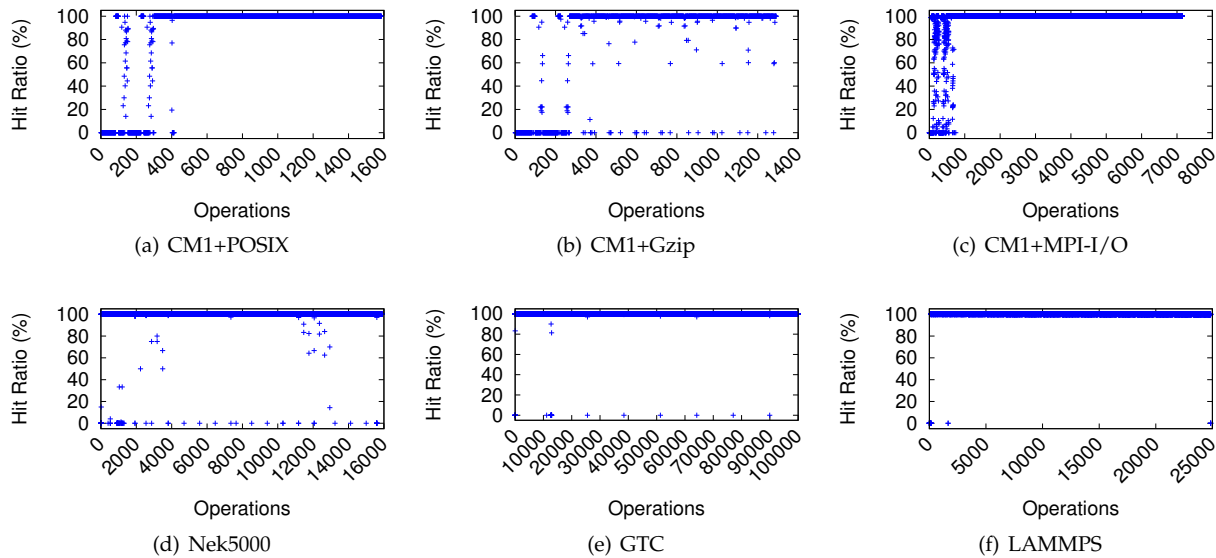 Hit Ratio (%)
100
80
60
40
20
0
0 200 400 600 800 1000 1200 1400 1600
Operations
(a) CM1+POSIX
Hit Ratio (%)
100
80
60
40
20
0
0 200 400 600 800 1000 1200 1400
Operations
(b) CM1+Gzip
Hit Ratio (%)
100
80
60
40
20
0
0 1000 2000 3000 4000 5000 6000 7000 8000
Operations
(c) CM1+MPI-I/O
Hit Ratio (%)
100
80
60
40
20
0
0 2000 4000 6000 8000 10000 12000 14000 16000
Operations
(d) Nek5000
Hit Ratio (%)
100
80
60
40
20
0
0 10000 20000 30000 40000 50000 60000 70000 80000 90000 100000
Operations
(e) GTC
Hit Ratio (%)
100
80
60
40
20
0
0 5000 10000 15000 20000 25000
Operations
(f) LAMMPS